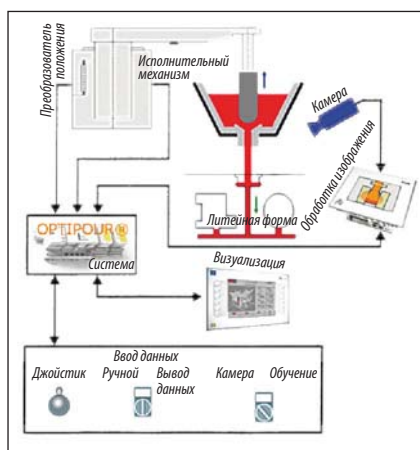 Преобразователь
положения
Исполнительный
механизм
Камера
Обработка изображения
Литейная форма
OPTIPOUR®
Система
Визуализация
Ввод данных
Джойстик Ручной Вывод данных Камера Обучение